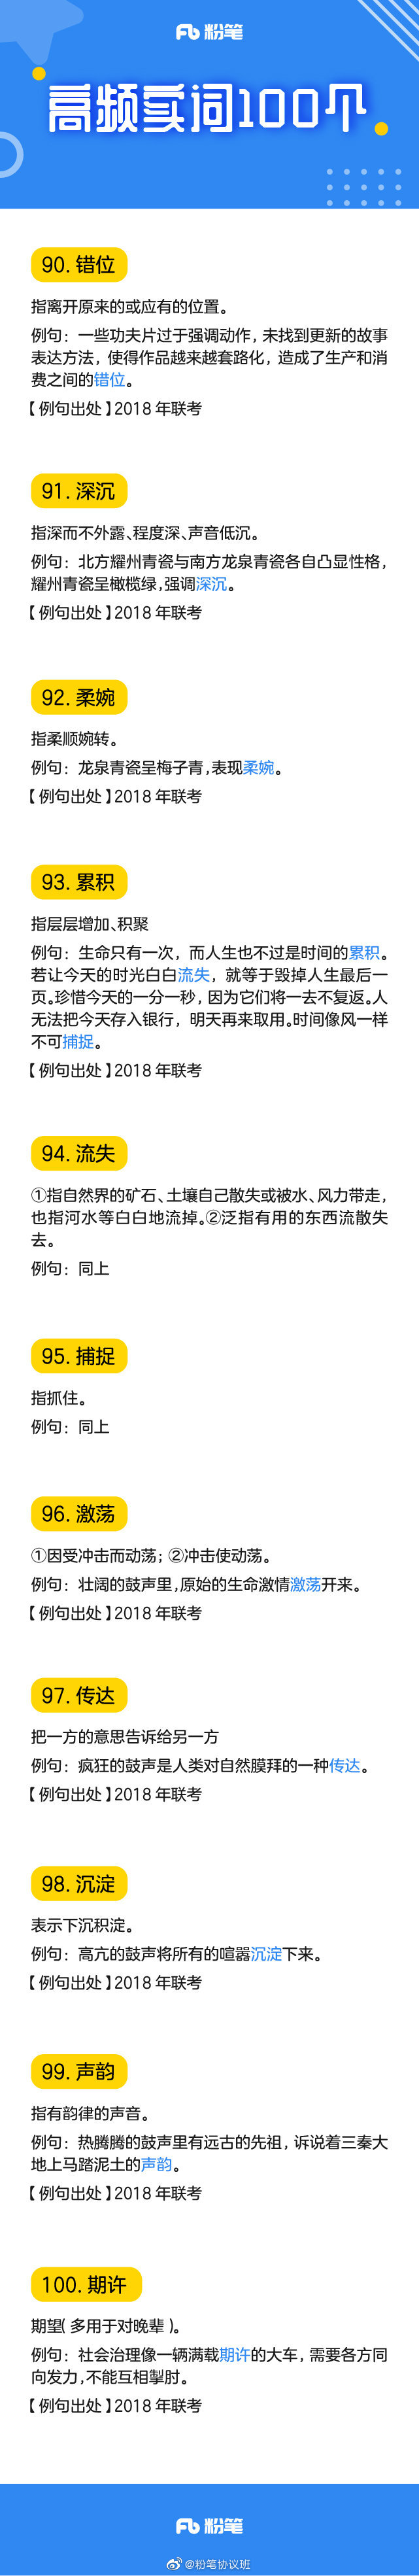 粉笔
高频实词100个
90. 错位
指离开原来的或应有的位置。
例句：一些功夫片过于强调动作，未找到更新的故事
表达方法，使得作品越来越套路化，造成了生产和消
费之间的错位。
【例句出处】2018 年联考
91. 深沉
指深而不外露、程度深、声音低沉。
例句：北方耀州青瓷与南方龙泉青瓷各自凸显性格，
耀州青瓷呈橄榄绿，强调深沉。
【例句出处】2018 年联考
92. 柔婉
指柔顺婉转。
例句：龙泉青瓷呈梅子青，表现柔婉。
【例句出处】2018 年联考
93. 累积
指层层增加、积聚
例句：生命只有一次，而人生也不过是时间的累积。
若让今天的时光白白流失，就等于毁掉人生最后一
页。珍惜今天的一分一秒，因为它们将一去不复返。人
无法把今天存入银行，明天再来取用。时间像风一样
不可捕捉。
【例句出处】2018 年联考
94. 流失
①指自然界的矿石、土壤自己散失或被水、风力带走，
也指河水等白白地流掉。②泛指有用的东西流散失
去。
例句：同上
95. 捕捉
指抓住。
例句：同上
96. 激荡
①因受冲击而动荡；②冲击使动荡。
例句：壮阔的鼓声里，原始的生命激情激荡开来。
【例句出处】2018 年联考
97. 传达
把一方的意思告诉给另一方
例句：疯狂的鼓声是人类对自然膜拜的一种传达。
【例句出处】2018 年联考
98. 沉淀
表示下沉积淀。
例句：高亢的鼓声将所有的喧嚣沉淀下来。
【例句出处】2018 年联考
99. 声韵
指有韵律的声音。
例句：热腾腾的鼓声里有远古的先祖，诉说着三秦大
地上马踏泥土的声韵。
【例句出处】2018 年联考
100. 期许
期望（多用于对晚辈）。
例句：社会治理像一辆满载期许的大车，需要各方同
向发力，不能互相掣肘。
【例句出处】2018 年联考
粉笔
@粉笔协议班